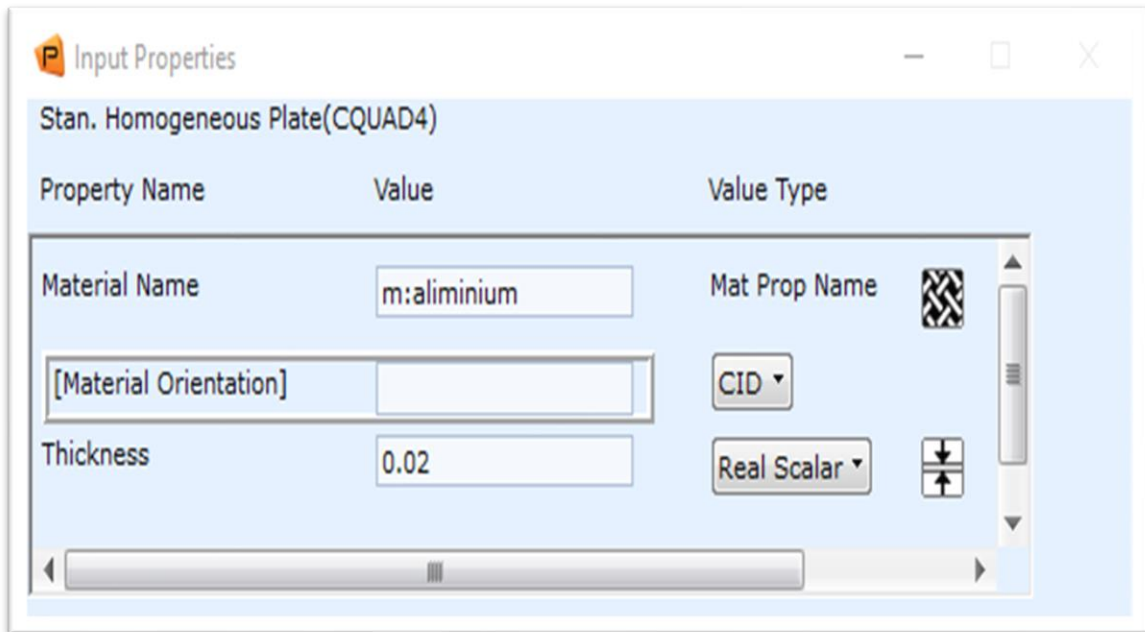 Input Properties
Stan. Homogeneous Plate(CQUAD4)
Property Name Value Value Type
Material Name m:aliminium Mat Prop Name
[Material Orientation] CID
Thickness 0.02 Real Scalar